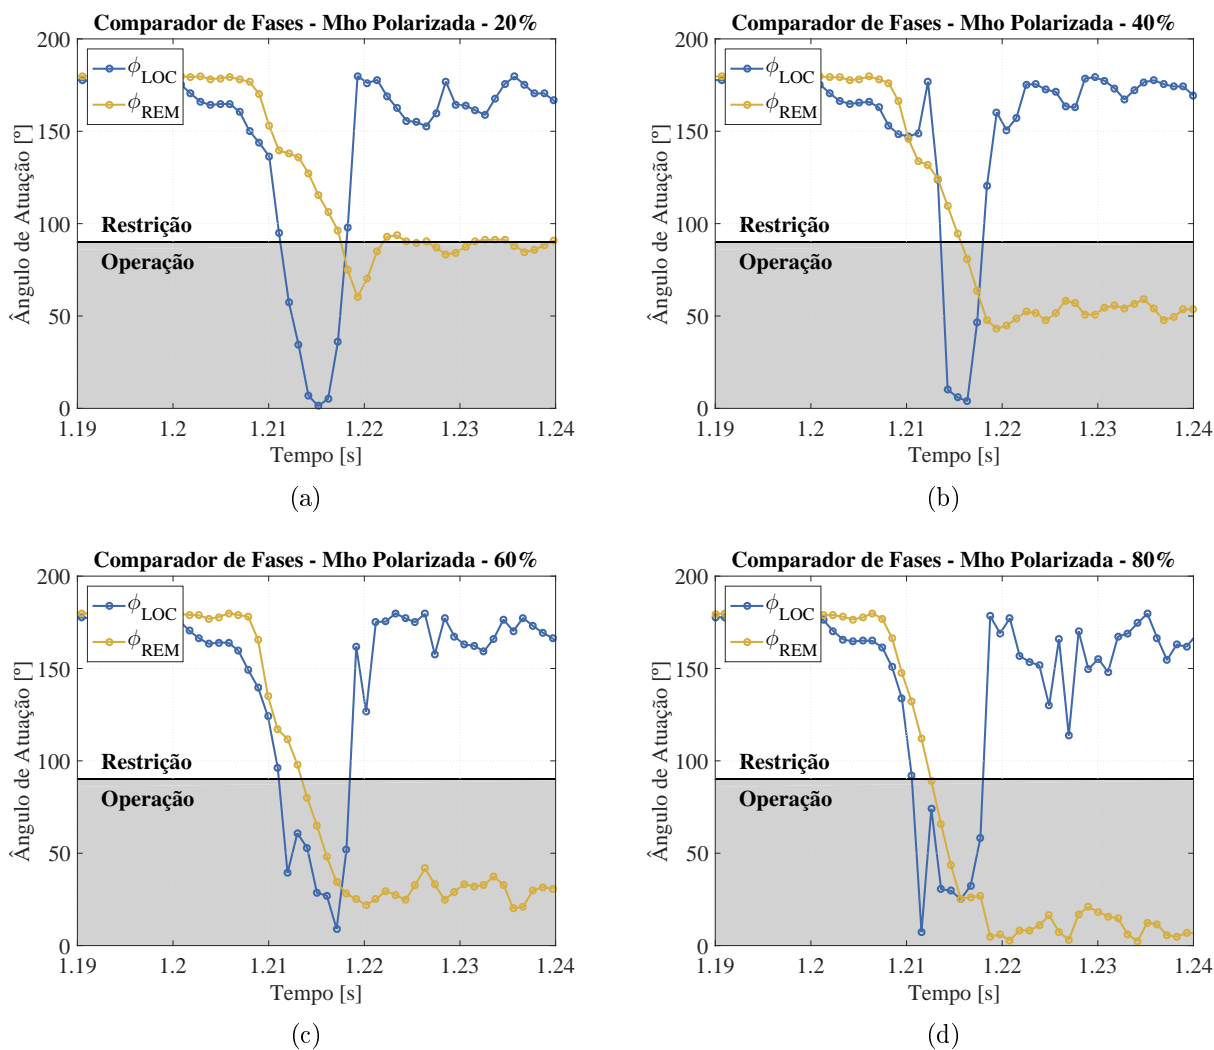 Comparador de Fases - Mho Polarizada - 20%
Ângulo de Atuação [º]
200
150
100
50
0
ϕLOC
ϕREM
Restrição
Operação
1.19 1.2 1.21 1.22 1.23 1.24
Tempo [s]
(a)
Comparador de Fases - Mho Polarizada - 40%
Ângulo de Atuação [º]
200
150
100
50
0
ϕLOC
ϕREM
Restrição
Operação
1.19 1.2 1.21 1.22 1.23 1.24
Tempo [s]
(b)
Comparador de Fases - Mho Polarizada - 60%
Ângulo de Atuação [º]
200
150
100
50
0
ϕLOC
ϕREM
Restrição
Operação
1.19 1.2 1.21 1.22 1.23 1.24
Tempo [s]
(c)
Comparador de Fases - Mho Polarizada - 80%
Ângulo de Atuação [º]
200
150
100
50
0
ϕLOC
ϕREM
Restrição
Operação
1.19 1.2 1.21 1.22 1.23 1.24
Tempo [s]
(d)